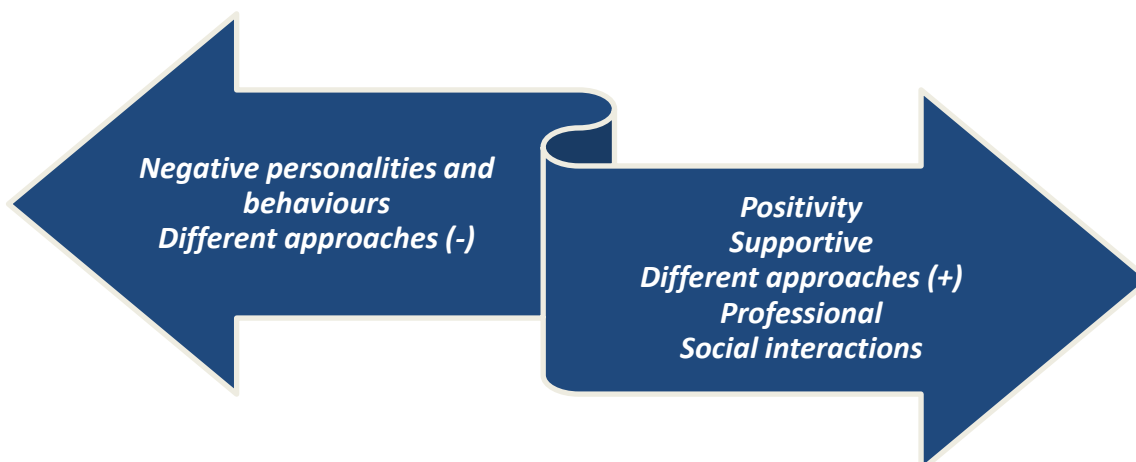 Negative personalities and
behaviours
Different approaches (-)
Positivity
Supportive
Different approaches (+)
Professional
Social interactions